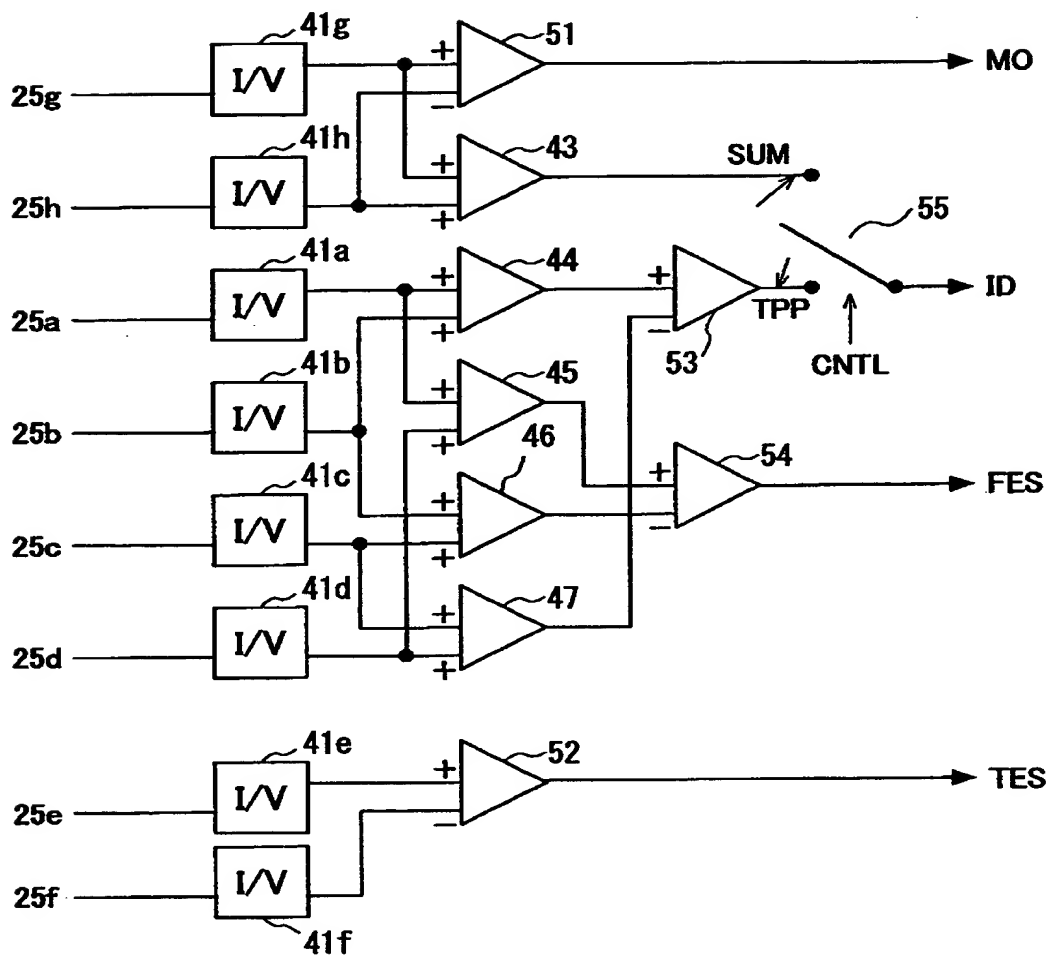 41g
51
25g
I/V
+
−
MO
41h
43
25h
I/V
+
+
SUM
55
41a
44
25a
I/V
+
+
53
+
−
TPP
ID
CNTL
41b
45
25b
I/V
+
+
41c
46
25c
I/V
+
+
54
+
−
FES
41d
47
25d
I/V
+
+
41e
52
25e
I/V
+
−
TES
25f
I/V
41f